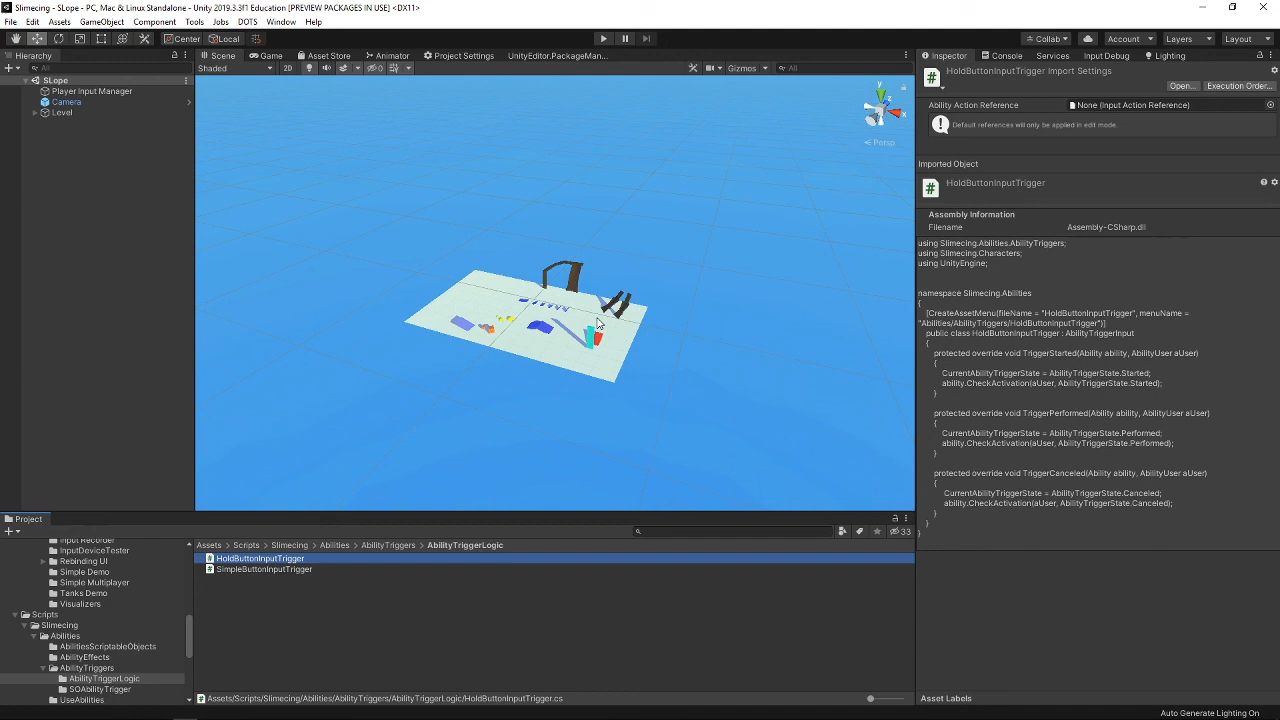 Slimecing - SLope - PC, Mac & Linux Standalone - Unity 2019.3.3f1 Education [PREVIEW PACKAGES IN USE] <DX11>
File Edit Assets GameObject Component Tools Jobs DOTS Window Help
Center Local Collab Account Layers Layout
Hierarchy Scene Game Asset Store Animator Project Settings UnityEditor.PackageMan... Inspector Console Services Input Debug Lighting
All Shaded 2D 0 Gizmos All
SLope
Player Input Manager
Camera
Level
y
z
x
Persp
HoldButtonInputTrigger Import Settings
Open... Execution Order...
Ability Action Reference None (Input Action Reference)
Default references will only be applied in edit mode.
Imported Object
HoldButtonInputTrigger
Assembly Information
Filename Assembly-CSharp.dll
using Slimecing.Abilities.AbilityTriggers;
using Slimecing.Characters;
using UnityEngine;
namespace Slimecing.Abilities
{
[CreateAssetMenu(fileName = "HoldButtonInputTrigger", menuName =
"Abilities/AbilityTriggers/HoldButtonInputTrigger")]
public class HoldButtonInputTrigger : AbilityTriggerInput
{
protected override void TriggerStarted(Ability ability, AbilityUser aUser)
{
CurrentAbilityTriggerState = AbilityTriggerState.Started;
ability.CheckActivation(aUser, AbilityTriggerState.Started);
}
protected override void TriggerPerformed(Ability ability, AbilityUser aUser)
{
CurrentAbilityTriggerState = AbilityTriggerState.Performed;
ability.CheckActivation(aUser, AbilityTriggerState.Performed);
}
protected override void TriggerCanceled(Ability ability, AbilityUser aUser)
{
CurrentAbilityTriggerState = AbilityTriggerState.Canceled;
ability.CheckActivation(aUser, AbilityTriggerState.Canceled);
}
}
}
Project
33
Input Recorder
InputDeviceTester
Rebinding UI
Simple Demo
Simple Multiplayer
Tanks Demo
Visualizers
Scripts
Slimecing
Abilities
AbilitiesScriptableObjects
AbilityEffects
AbilityTriggers
AbilityTriggerLogic
SOAbilityTrigger
UseAbilities
Assets Scripts Slimecing Abilities AbilityTriggers AbilityTriggerLogic
HoldButtonInputTrigger
SimpleButtonInputTrigger
Assets/Scripts/Slimecing/Abilities/AbilityTriggers/AbilityTriggerLogic/HoldButtonInputTrigger.cs
Asset Labels
Auto Generate Lighting On